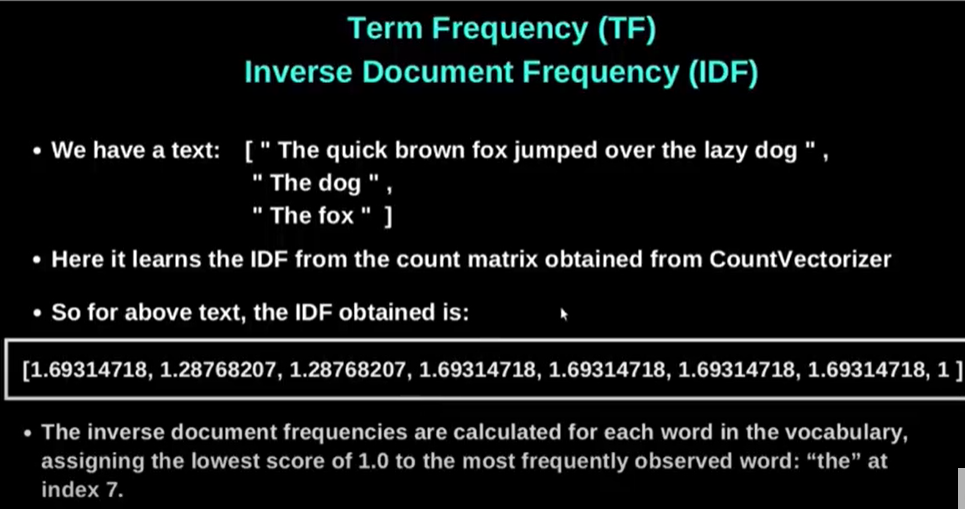 Term Frequency (TF)
Inverse Document Frequency (IDF)
• We have a text: [ " The quick brown fox jumped over the lazy dog " ,
" The dog " ,
" The fox " ]
• Here it learns the IDF from the count matrix obtained from CountVectorizer
• So for above text, the IDF obtained is:
[1.69314718, 1.28768207, 1.28768207, 1.69314718, 1.69314718, 1.69314718, 1.69314718, 1 ]
• The inverse document frequencies are calculated for each word in the vocabulary,
assigning the lowest score of 1.0 to the most frequently observed word: “the” at
index 7.